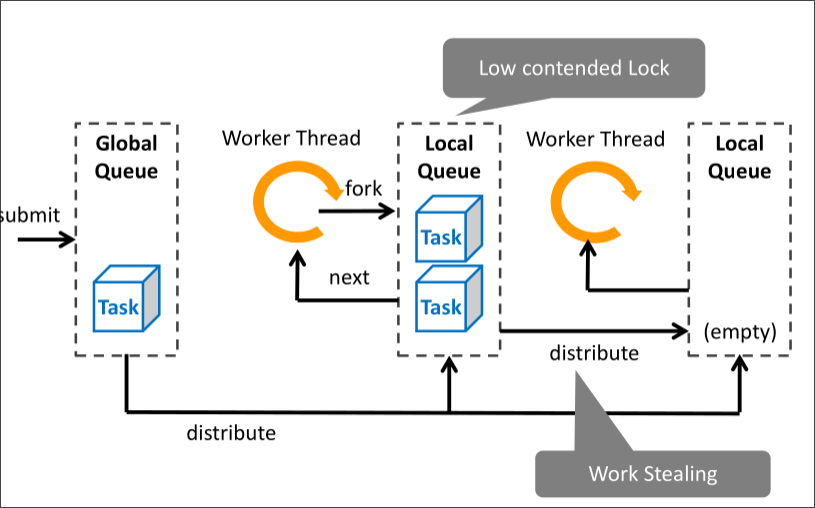 Low contended Lock
Global
Queue
Worker Thread
Local
Queue
Worker Thread
Local
Queue
fork
submit
Task
Task
next
Task
(empty)
distribute
distribute
Work Stealing